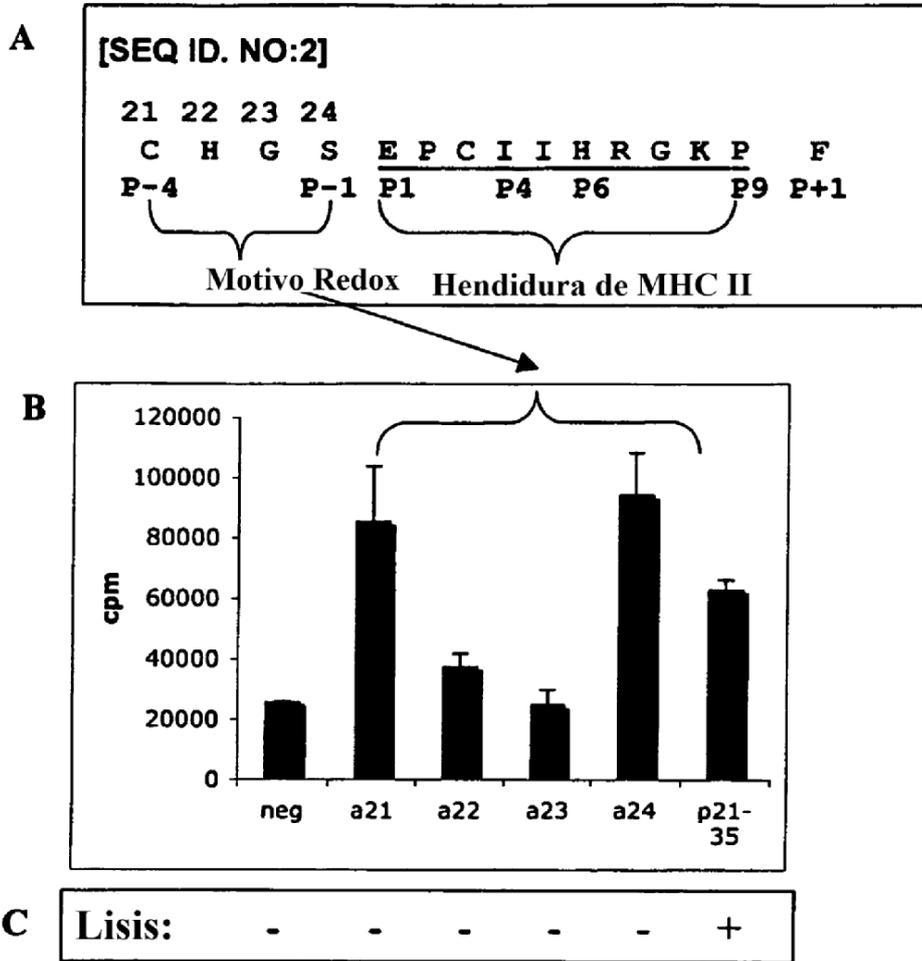 A
[SEQ ID. NO:2]
21 22 23 24
C H G S E P C I I H R G K P F
P-4 P-1 P1 P4 P6 P9 P+1
Motivo Redox Hendidura de MHC II
B
120000
100000
80000
60000
40000
20000
0
cpm
neg a21 a22 a23 a24 p21-
35
C Lisis: - - - - - +